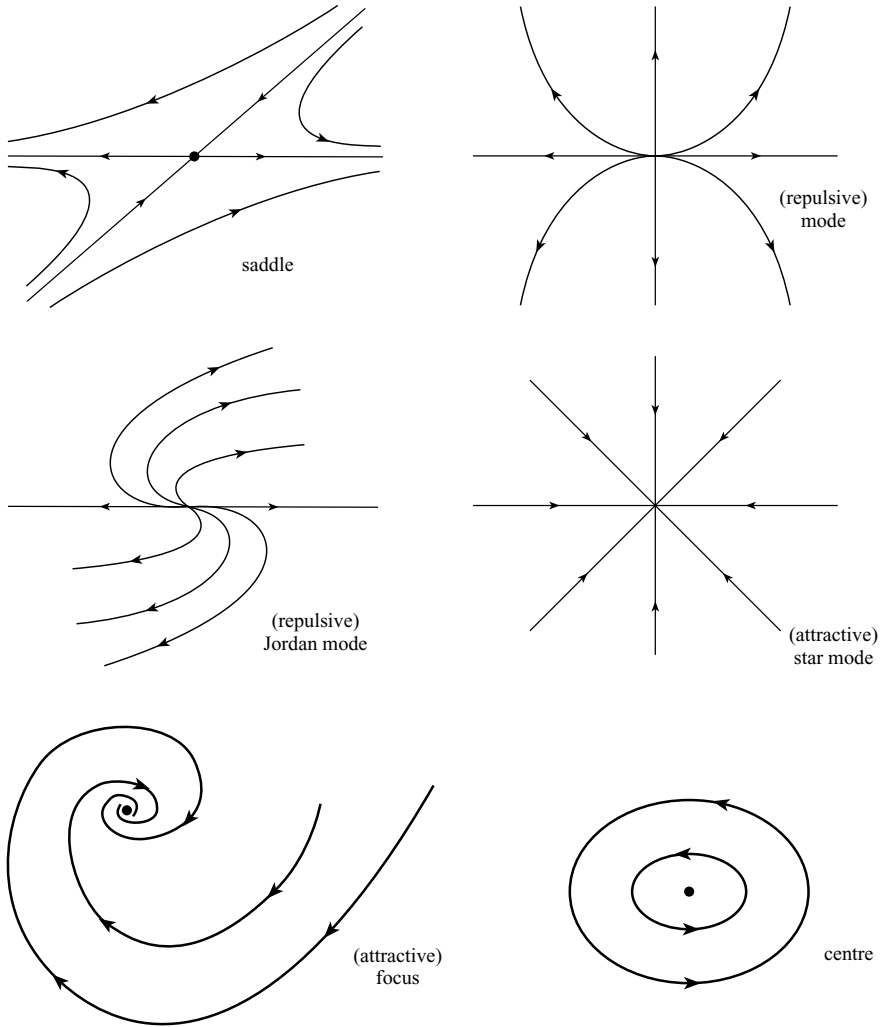 saddle
(repulsive)
mode
(repulsive)
Jordan mode
(attractive)
star mode
(attractive)
focus
centre